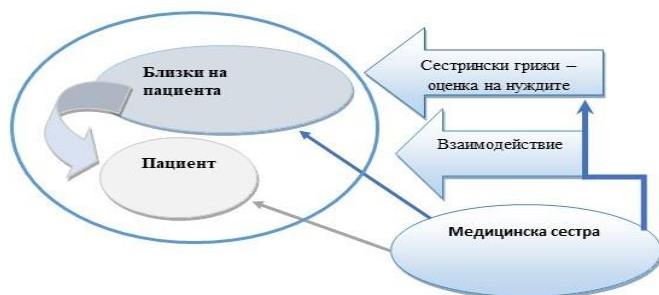 Близки на
пациента
Пациент
Сестрински грижи –
оценка на нуждите
Взаимодействие
Медицинска сестра